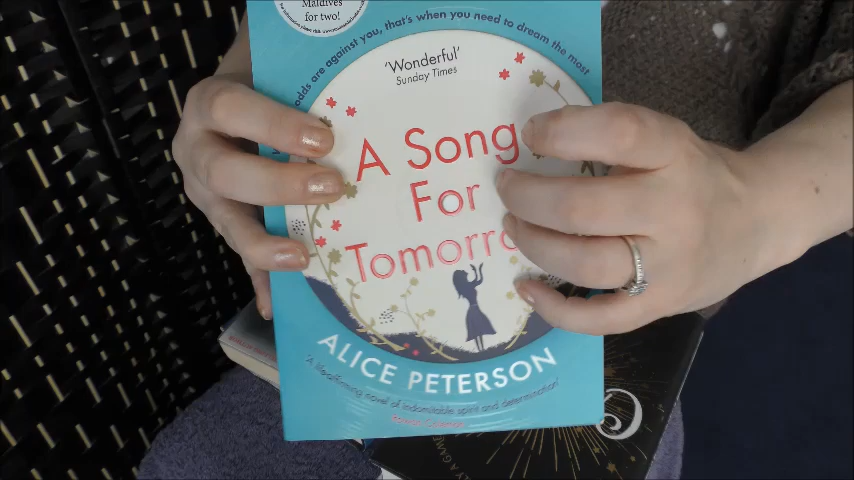 Maldives
for two!
odds are against you, that's when you need to dream the most
'Wonderful'
Sunday Times
A Song
For
Tomorro
ALICE PETERSON
'A life-affirming novel of indomitable spirit and determination'